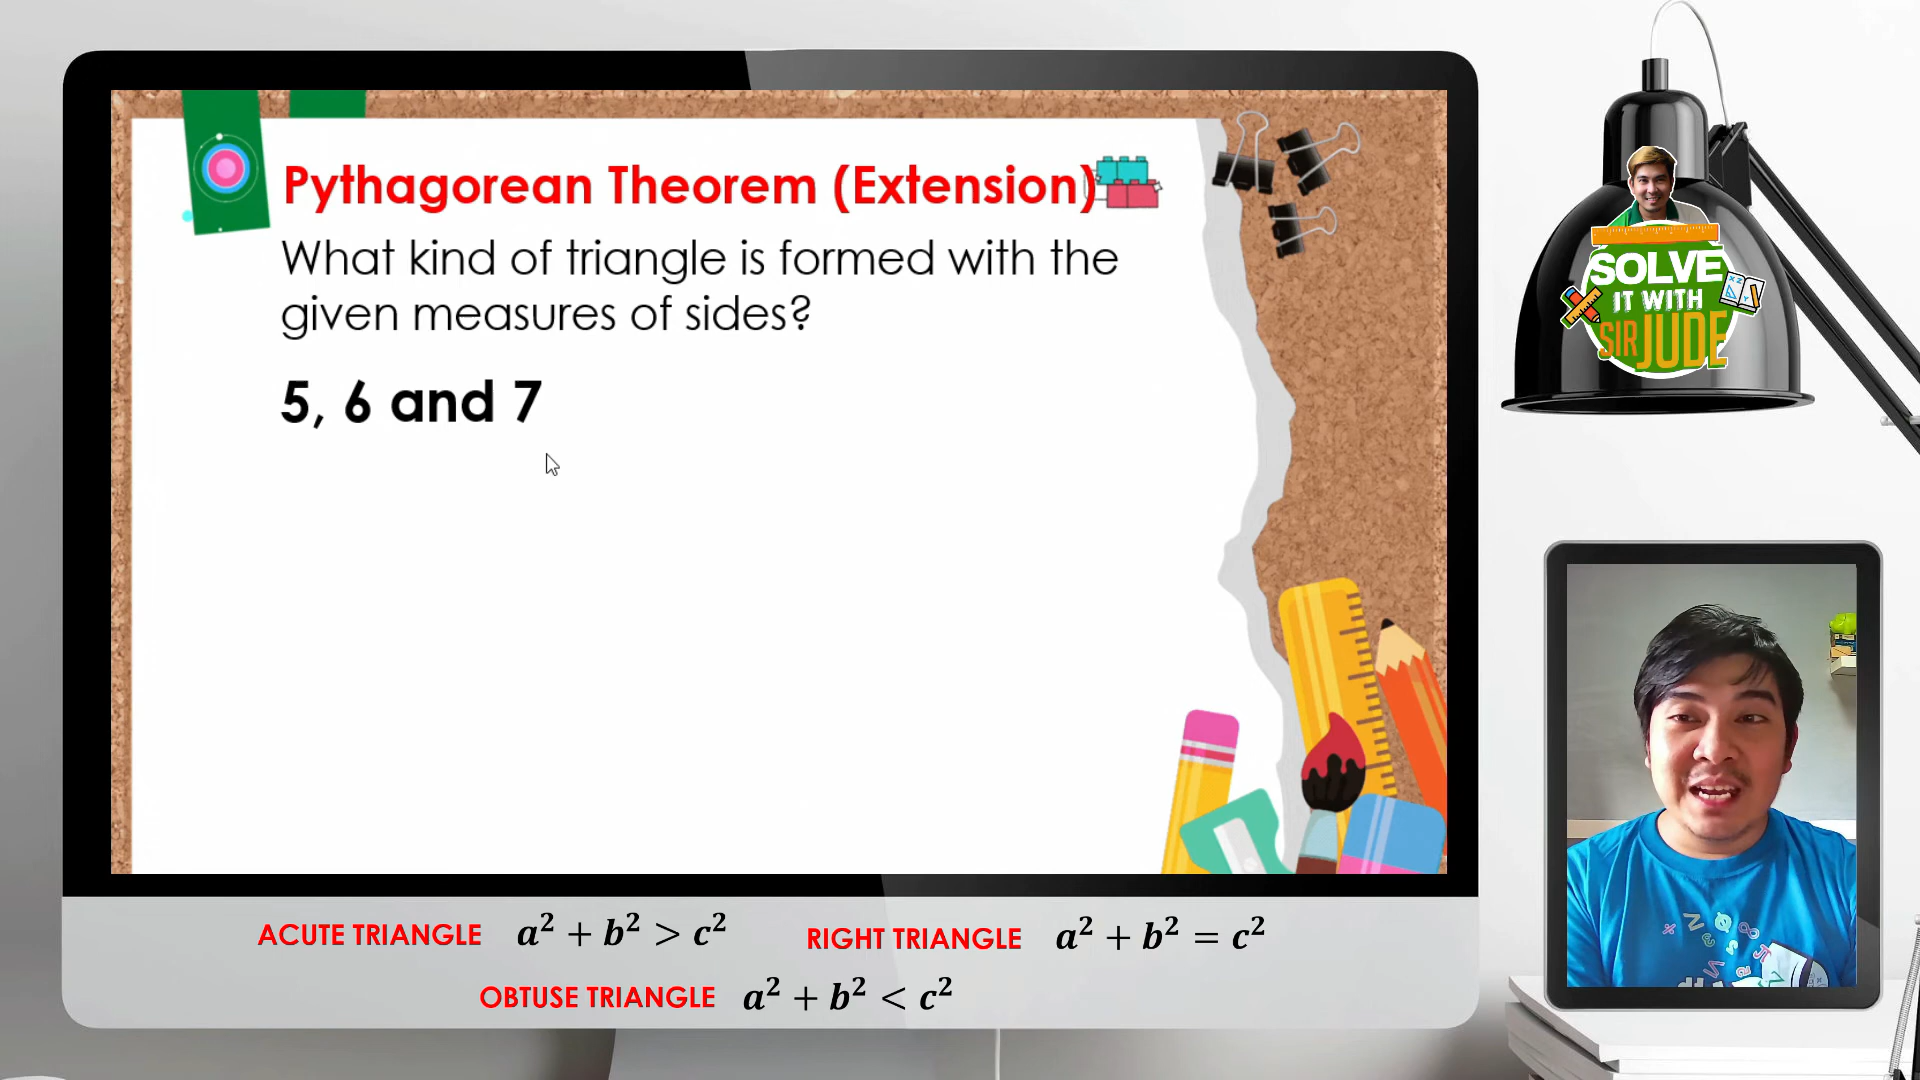 Pythagorean Theorem (Extension)
What kind of triangle is formed with the
given measures of sides?
5, 6 and 7
SOLVE
IT WITH
SIR JUDE
ACUTE TRIANGLE a² + b² > c²
RIGHT TRIANGLE a² + b² = c²
OBTUSE TRIANGLE a² + b² < c²